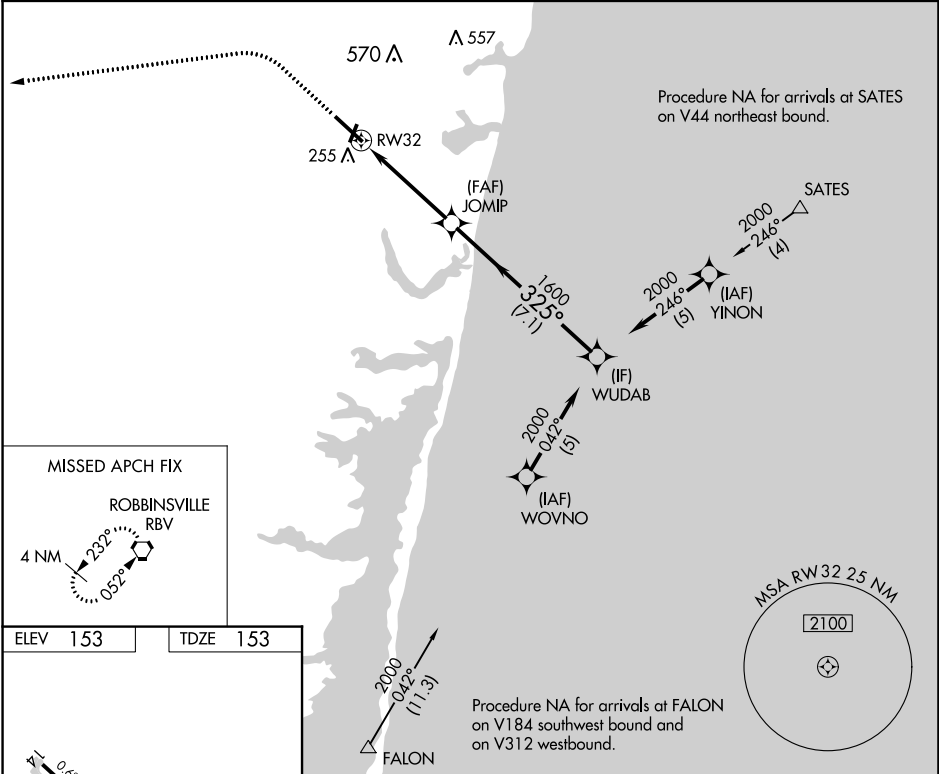 570
557
Procedure NA for arrivals at SATES
on V44 northeast bound.
RW32
255
(FAF)
JOMIP
SATES
2000
246°
(4)
2000
246°
(5)
(IAF)
YINON
1600
325°
(7.1)
(IF)
WUDAB
2000
042°
(5)
(IAF)
WOVNO
MISSED APCH FIX
ROBBINSVILLE
RBV
4 NM
232°
052°
MSA RW32 25 NM
2100
ELEV 153
TDZE 153
2000
042°
(11.3)
FALON
Procedure NA for arrivals at FALON
on V184 southwest bound and
on V312 westbound.
14